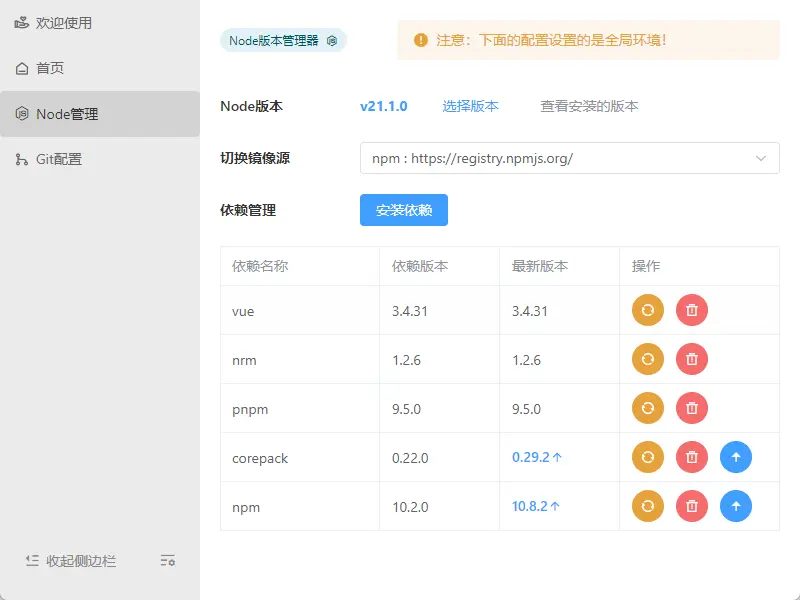 欢迎使用
首页
Node管理
Git配置
收起侧边栏
Node版本管理器
注意：下面的配置设置的是全局环境！
Node版本 v21.1.0 选择版本 查看安装的版本
切换镜像源 npm : https://registry.npmjs.org/
依赖管理 安装依赖
依赖名称 依赖版本 最新版本 操作
vue 3.4.31 3.4.31
nrm 1.2.6 1.2.6
pnpm 9.5.0 9.5.0
corepack 0.22.0 0.29.2↑
npm 10.2.0 10.8.2↑